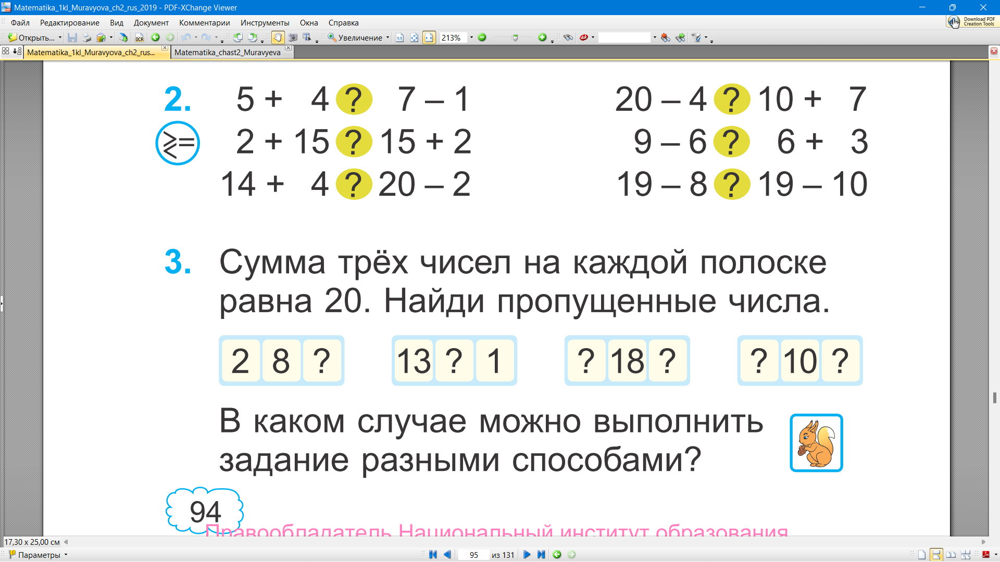 Matematika_1kl_Muravyova_ch2_rus_2019 - PDF-XChange Viewer
Файл Редактирование Вид Документ Комментарии Инструменты Окна Справка
Download PDF
Creation Tools
Открыть... OCR Увеличение 1:1 213%
Matematika_1kl_Muravyova_ch2_rus... Matematika_chast2_Muravyeva
2. 5 + 4 ? 7 – 1 20 – 4 ? 10 + 7
⩾= 2 + 15 ? 15 + 2 9 – 6 ? 6 + 3
14 + 4 ? 20 – 2 19 – 8 ? 19 – 10
3. Сумма трёх чисел на каждой полоске
равна 20. Найди пропущенные числа.
2 8 ? 13 ? 1 ? 18 ? ? 10 ?
В каком случае можно выполнить
задание разными способами?
94
Правообладатель Национальный институт образования
17,30 x 25,00 см
Параметры 95 из 131